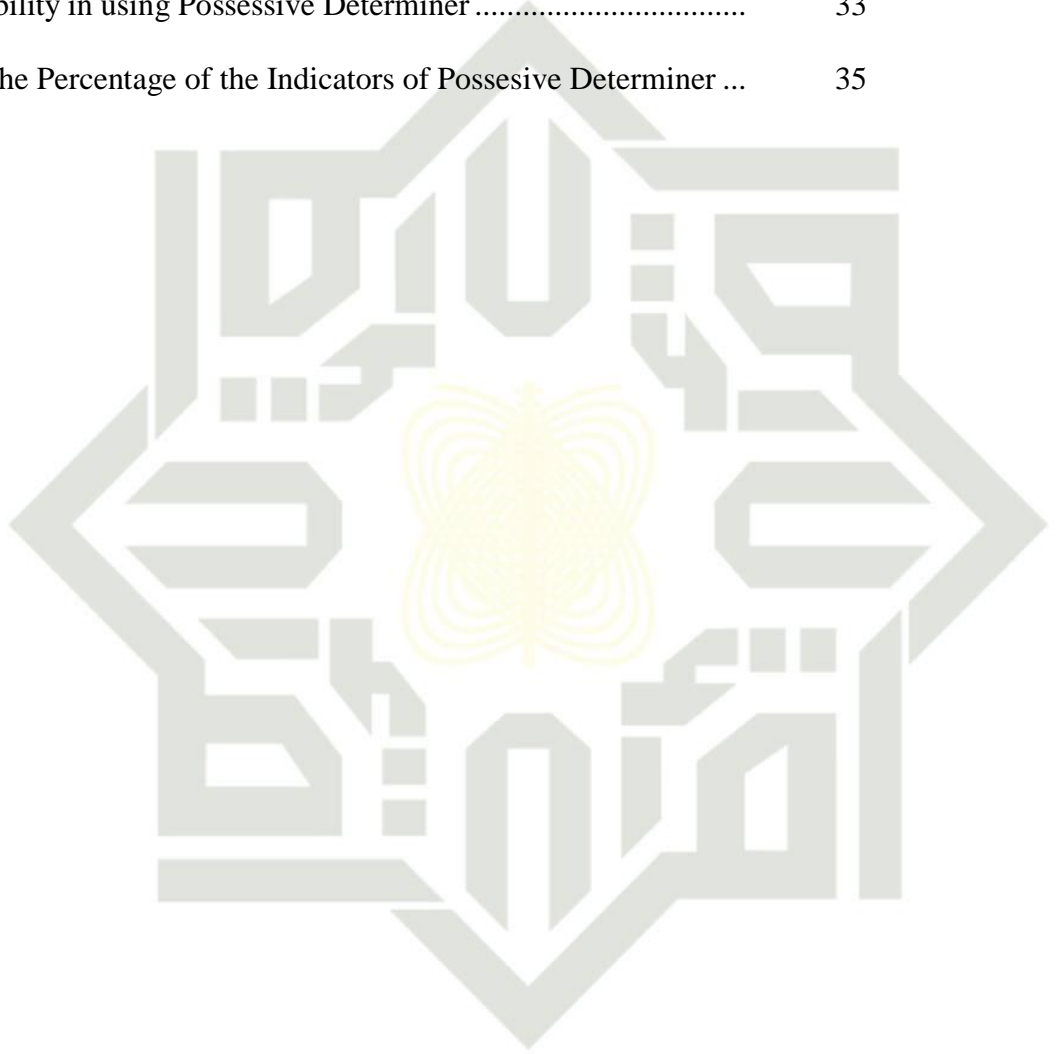 bility in using Possessive Determiner .................................. 33
he Percentage of the Indicators of Possesive Determiner ... 35